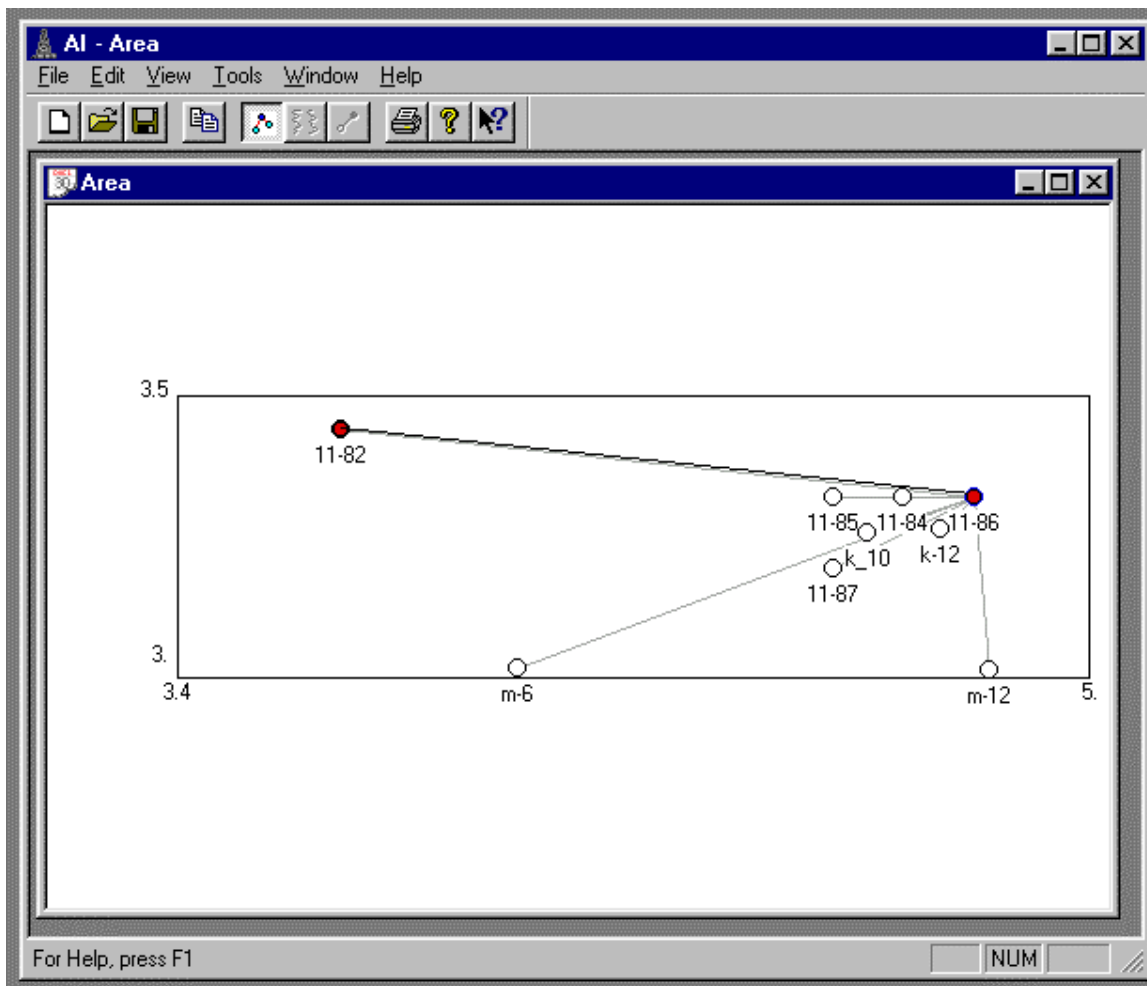 AI - Area
File Edit View Tools Window Help
Area
3.5
11-82
11-85 11-84 11-86
k_10 k-12
11-87
3.
3.4 m-6 m-12 5.
For Help, press F1 NUM